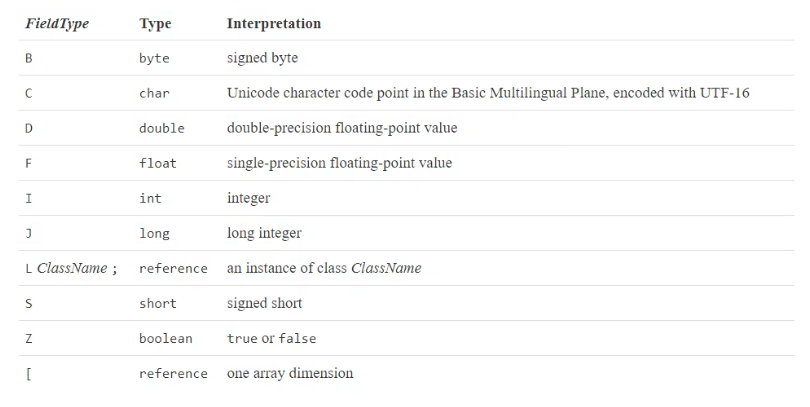 FieldType Type Interpretation
B byte signed byte
C char Unicode character code point in the Basic Multilingual Plane, encoded with UTF-16
D double double-precision floating-point value
F float single-precision floating-point value
I int integer
J long long integer
L ClassName ; reference an instance of class ClassName
S short signed short
Z boolean true or false
[ reference one array dimension